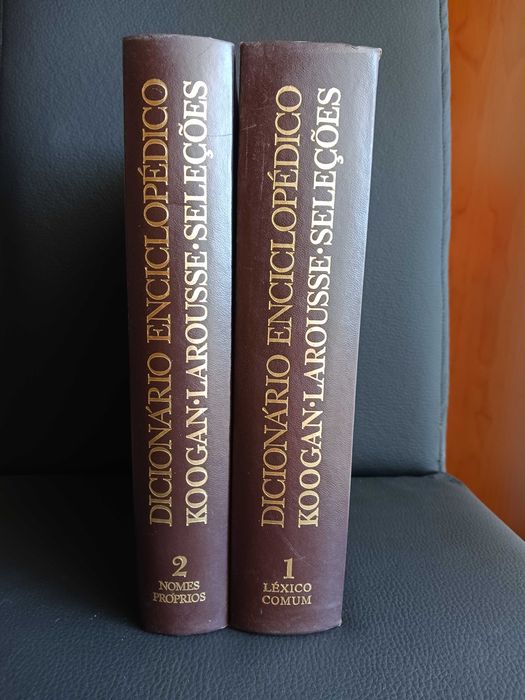 DICIONÁRIO ENCICLOPÉDICO
KOOGAN·LAROUSSE·SELEÇÕES
2
NOMES
PRÓPRIOS
DICIONÁRIO ENCICLOPÉDICO
KOOGAN·LAROUSSE·SELEÇÕES
1
LÉXICO
COMUM